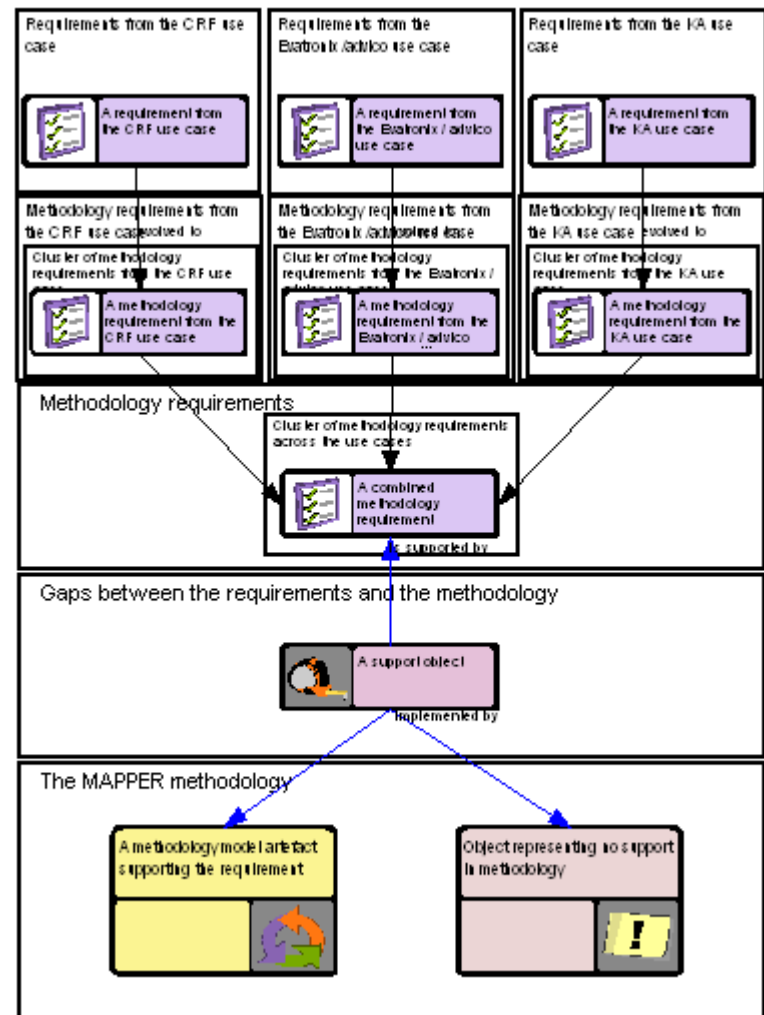 Requirements from the CRF use
case
A requirement from
the CRF use case
Requirements from the
Evatronix /advico use case
A requirement from
the Evatronix / advico
use case
Requirements from the KA use
case
A requirement from
the KA use case
Methodology requirements from
the CRF use case evolved to
Cluster of methodology
requirements from the CRF use
A methodology
requirement from the
CRF use case
Methodology requirements from
the Evatronix /advico use case
Cluster of methodology
requirements from the Evatronix /
advico use case
A methodology
requirement from the
Evatronix / advico
...
Methodology requirements from
the KA use case evolved to
Cluster of methodology
requirements from the KA use
A methodology
requirement from the
KA use case
Methodology requirements
Cluster of methodology requirements
across the use cases
A combined
methodology
requirement
is supported by
Gaps between the requirements and the methodology
A support object
Implemented by
The MAPPER methodology
A methodology model artefact
supporting the requirement
Object representing no support
in methodology
!